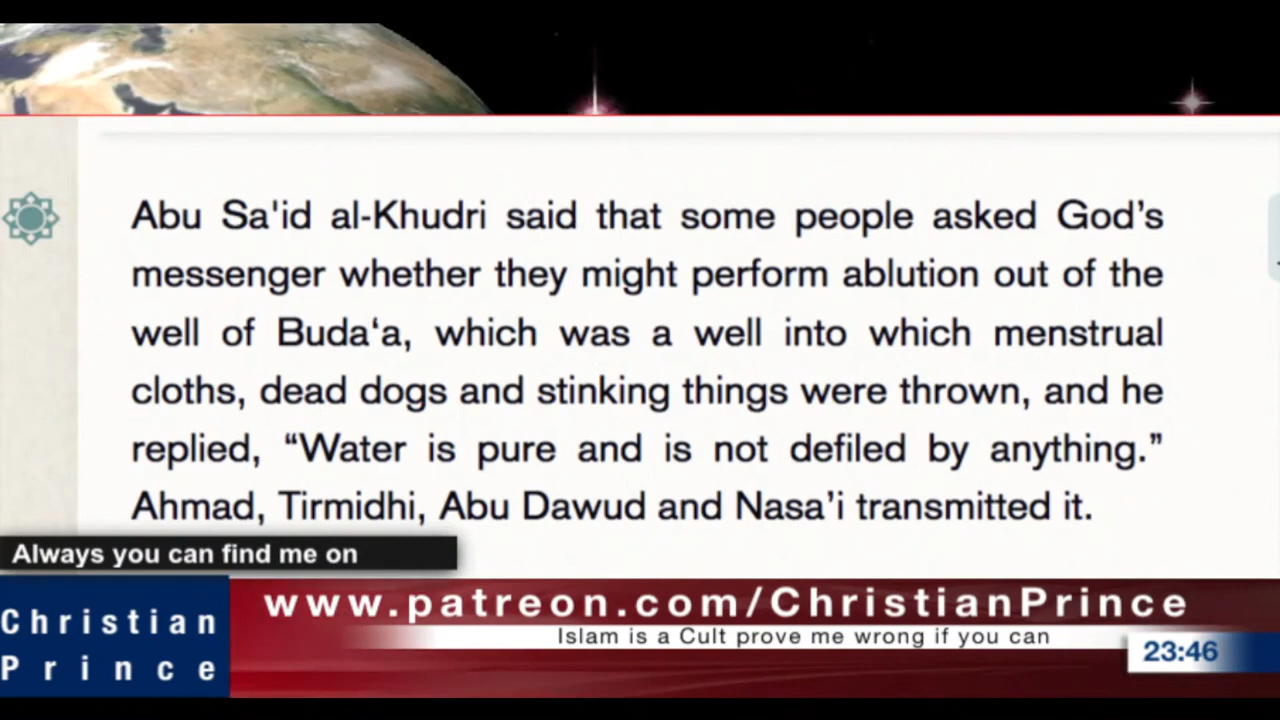 Abu Sa'id al-Khudri said that some people asked God’s
messenger whether they might perform ablution out of the
well of Buda‘a, which was a well into which menstrual
cloths, dead dogs and stinking things were thrown, and he
replied, “Water is pure and is not defiled by anything.”
Ahmad, Tirmidhi, Abu Dawud and Nasa’i transmitted it.
Always you can find me on
Christian
Prince
www.patreon.com/ChristianPrince
Islam is a Cult prove me wrong if you can
23:46